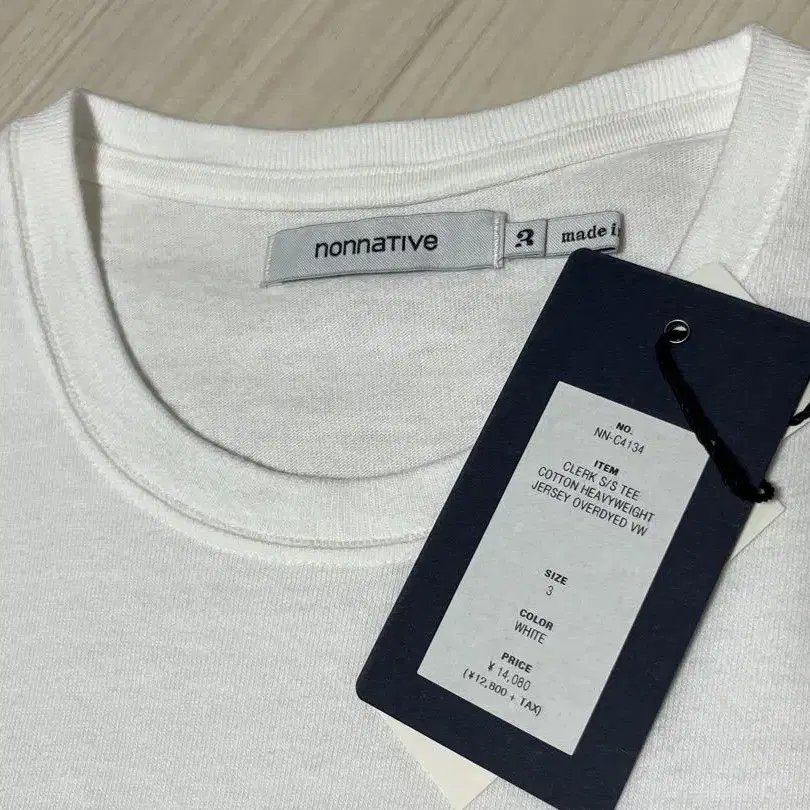 nonnaTIVe
3
made i
NO.
NN-C4134
ITEM
CLERK S/S TEE
COTTON HEAVYWEIGHT
JERSEY OVERDYED VW
SIZE
3
COLOR
WHITE
PRICE
¥ 14,080
(¥12,800 + TAX)